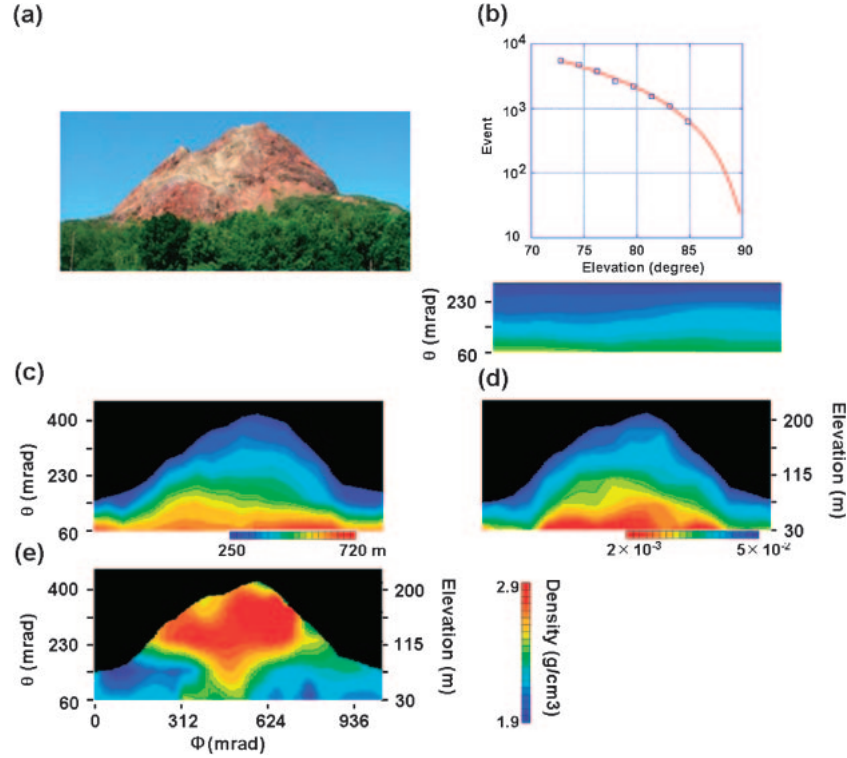 (a)
(b)
10⁴
10³
10²
10
Event
70 75 80 85 90
Elevation (degree)
230
60
θ (mrad)
(c)
400
230
60
θ (mrad)
250 720 m
(d)
200
115
30
Elevation (m)
2×10⁻³ 5×10⁻²
(e)
400
230
60
θ (mrad)
200
115
30
Elevation (m)
0 312 624 936
Φ (mrad)
2.9
1.9
Density (g/cm3)